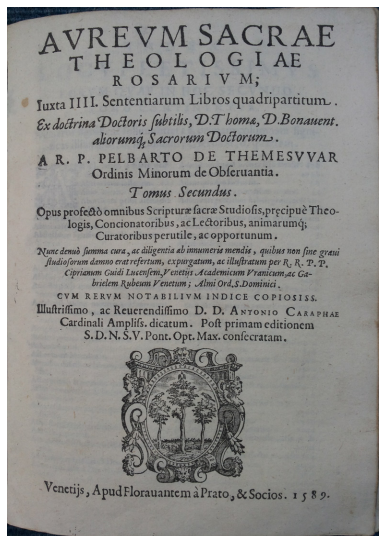 AVREVM SACRAE
THEOLOGIAE
ROSARIVM;
Iuxta IIII. Sententiarum Libros quadripartitum.
Ex doctrina Doctoris subtilis, D. Thomæ, D. Bonauent.
aliorumq́; Sacrorum Doctorum.
A R. P. PELBARTO DE THEMESVVAR
Ordinis Minorum de Obseruantia.
Tomus Secundus.
Opus profectò omnibus Scripturæ sacræ Studiosis, pręcipuè Theo-
logis, Concionatoribus, ac Lectoribus, animarumq́;
Curatoribus perutile, ac opportunum.
Nunc denuò summa cura, ac diligentia ab innumeris mendis, quibus non sine graui
studiosorum damno erat refertum, expurgatum, ac illustratum per R. R. P. P.
Ciprianum Guidi Lucensem, Venetijs Academicum Vranicum, ac Ga-
brielem Rubeum Venetum; Almi Ord. S. Dominici.
CVM RERVM NOTABILIVM INDICE COPIOSISS.
Illustrissimo, ac Reuerendissimo D. D. ANTONIO CARAPHAE
Cardinali Ampliss. dicatum. Post primam editionem
S. D. N. S. V. Pont. Opt. Max. consecratam.
Venetijs, Apud Florauantem à Prato, & Socios. 1589.